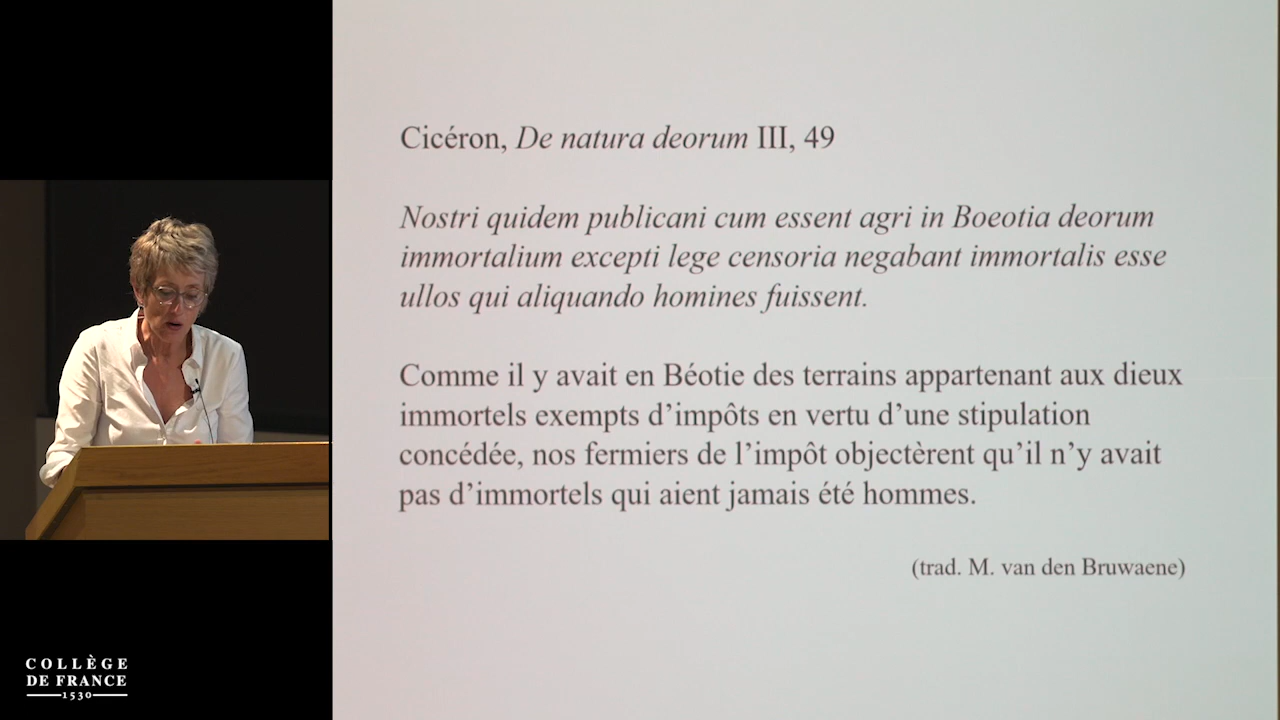 Cicéron, De natura deorum III, 49
Nostri quidem publicani cum essent agri in Boeotia deorum
immortalium excepti lege censoria negabant immortalis esse
ullos qui aliquando homines fuissent.
Comme il y avait en Béotie des terrains appartenant aux dieux
immortels exempts d’impôts en vertu d’une stipulation
concédée, nos fermiers de l’impôt objectèrent qu’il n’y avait
pas d’immortels qui aient jamais été hommes.
(trad. M. van den Bruwaene)
COLLÈGE
DE FRANCE
1530